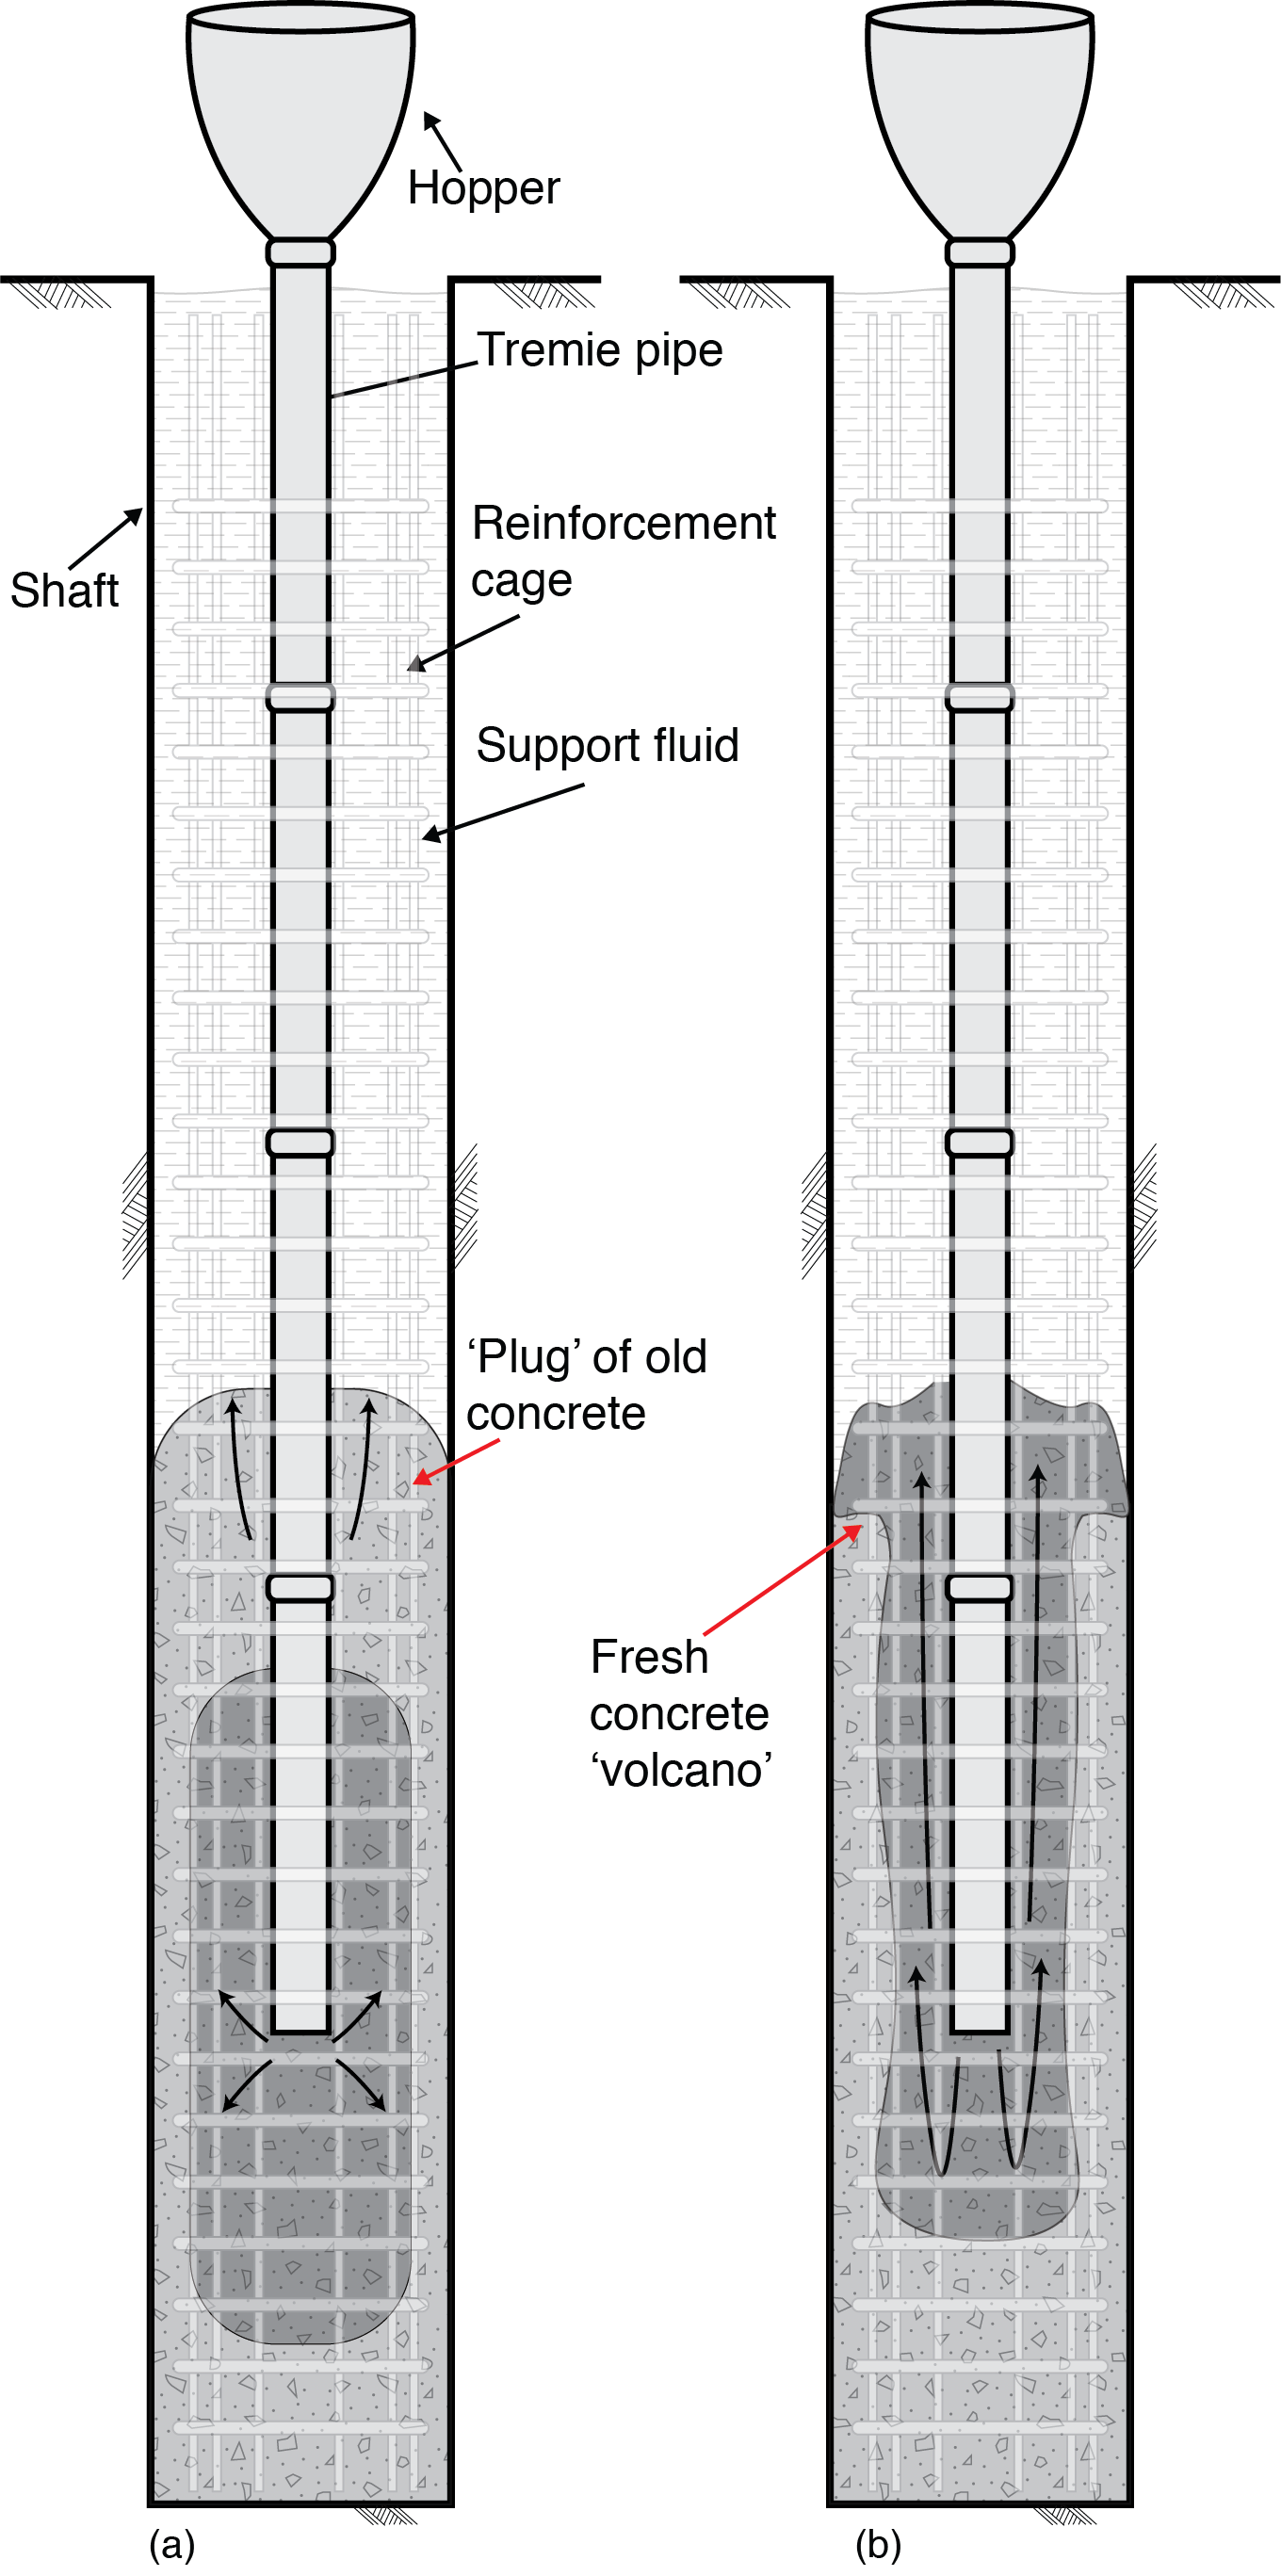 Hopper
Tremie pipe
Reinforcement
cage
Shaft
Support fluid
‘Plug’ of old
concrete
Fresh
concrete
‘volcano’
(a)
(b)